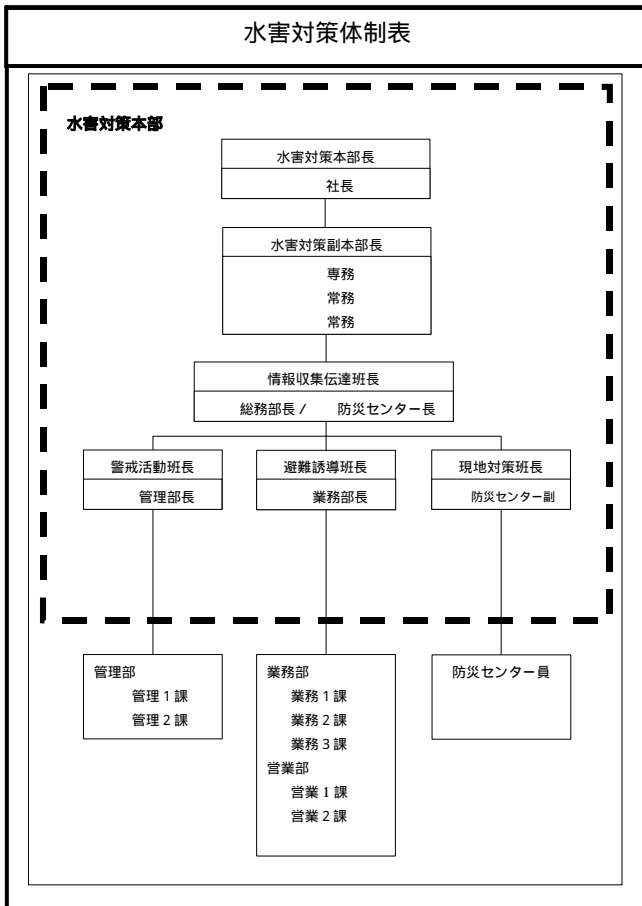 水害対策体制表
水害対策本部
水害対策本部長
社長
水害対策副本部長
専務
常務
常務
情報収集伝達班長
総務部長 / 防災センター長
警戒活動班長
管理部長
避難誘導班長
業務部長
現地対策班長
防災センター副
管理部
管理1課
管理2課
業務部
業務1課
業務2課
業務3課
営業部
営業1課
営業2課
防災センター員